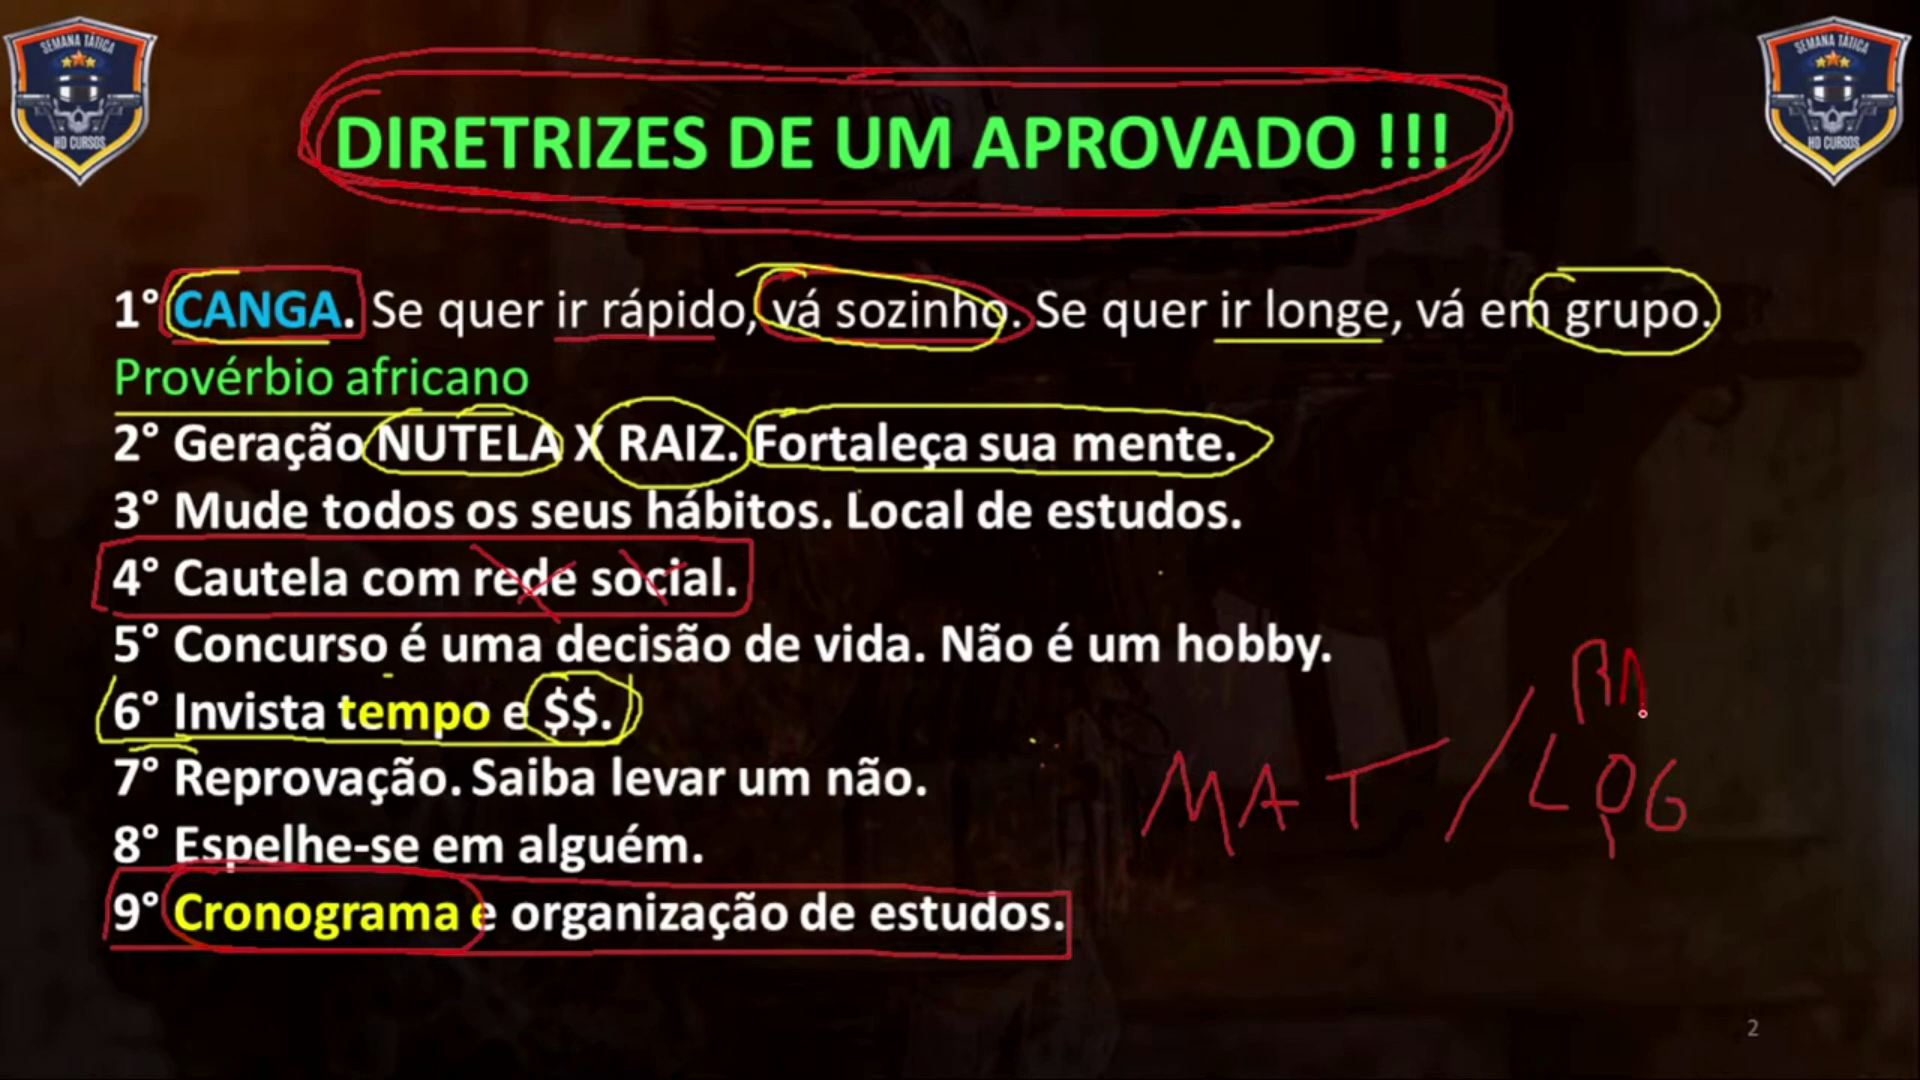 SEMANA TÁTICA
HD CURSOS
SEMANA TÁTICA
HD CURSOS
DIRETRIZES DE UM APROVADO !!!
1° CANGA. Se quer ir rápido, vá sozinho. Se quer ir longe, vá em grupo.
Provérbio africano
2° Geração NUTELA X RAIZ. Fortaleça sua mente.
3° Mude todos os seus hábitos. Local de estudos.
4° Cautela com rede social.
5° Concurso é uma decisão de vida. Não é um hobby.
6° Invista tempo e $$.
7° Reprovação. Saiba levar um não.
8° Espelhe-se em alguém.
9° Cronograma e organização de estudos.
MAT / LOG
2